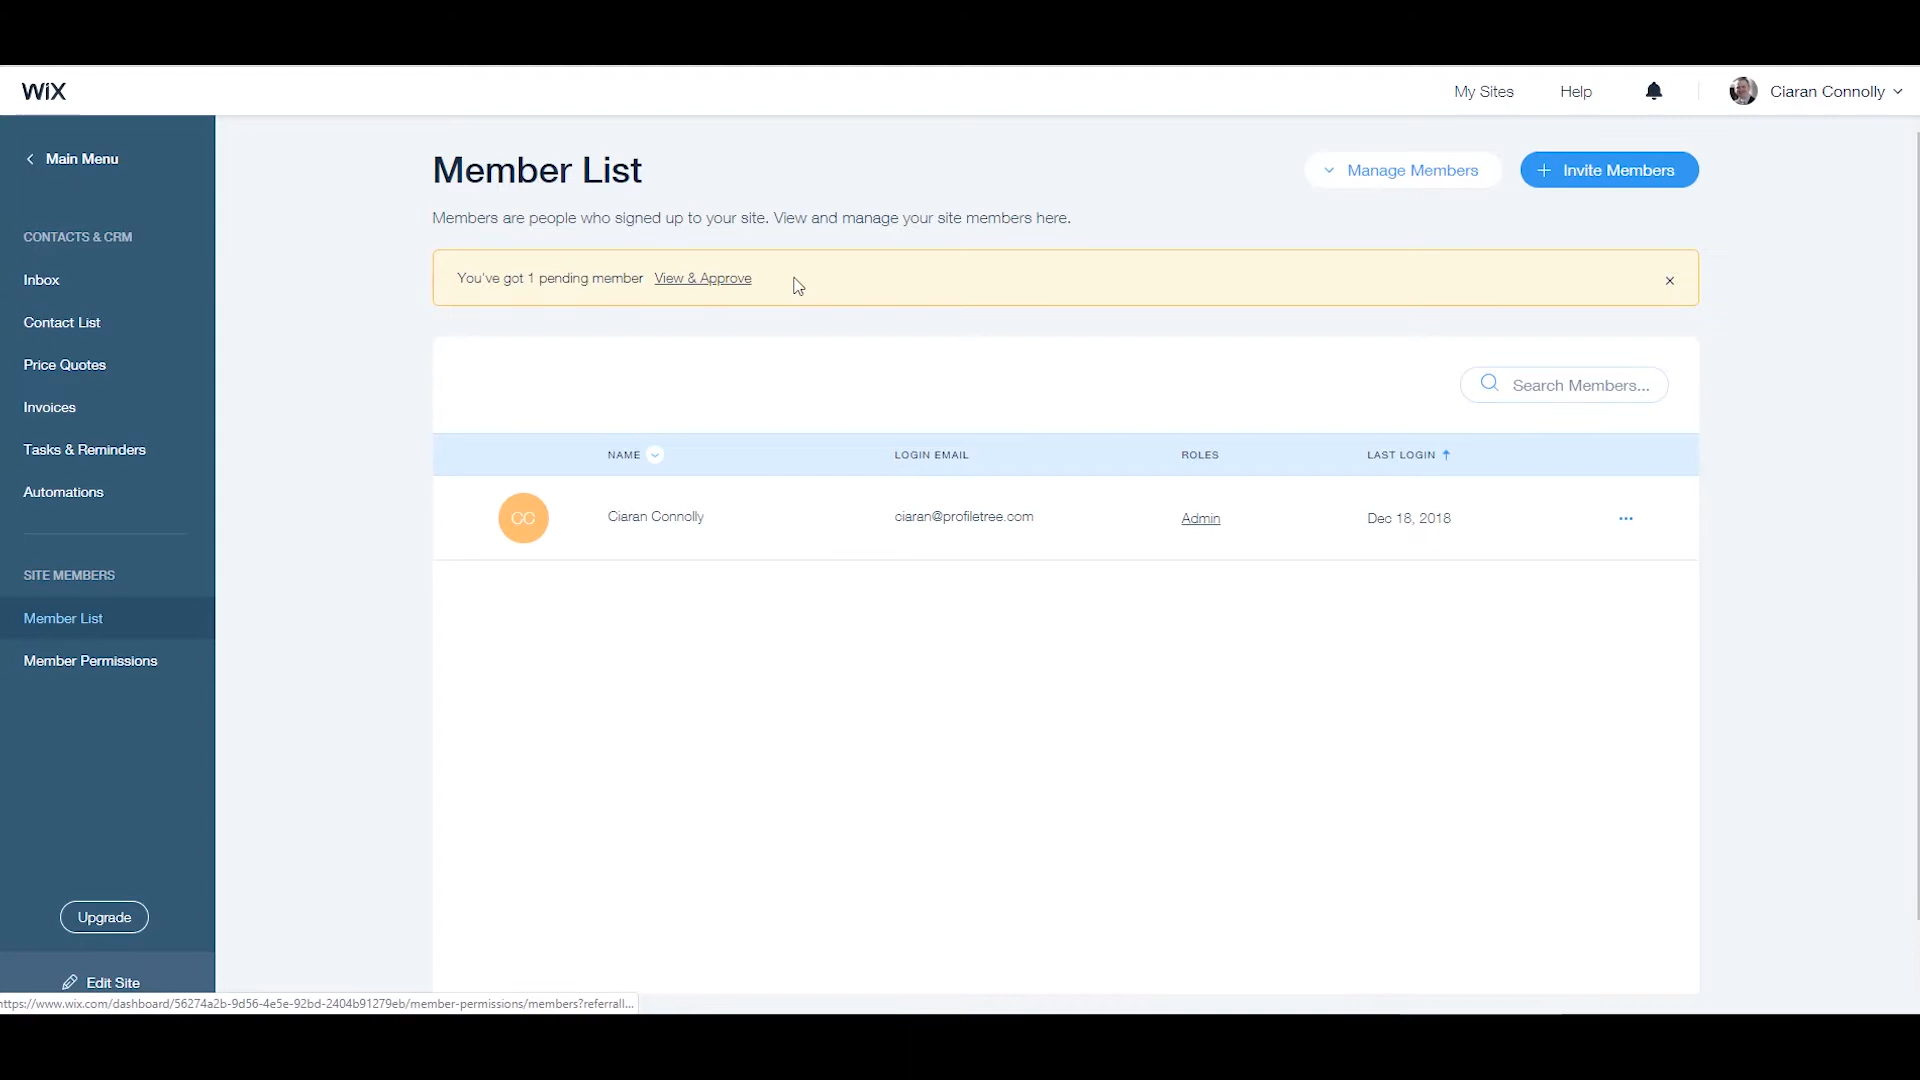 WiX
My Sites
Help
Ciaran Connolly
Main Menu
CONTACTS & CRM
Inbox
Contact List
Price Quotes
Invoices
Tasks & Reminders
Automations
SITE MEMBERS
Member List
Member Permissions
Upgrade
Edit Site
Member List
Manage Members
Invite Members
Members are people who signed up to your site. View and manage your site members here.
You've got 1 pending member View & Approve
Search Members...
NAME LOGIN EMAIL ROLES LAST LOGIN
CC Ciaran Connolly ciaran@profiletree.com Admin Dec 18, 2018
https://www.wix.com/dashboard/56274a2b-9d56-4e5e-92bd-2404b91279eb/member-permissions/members?referrall...